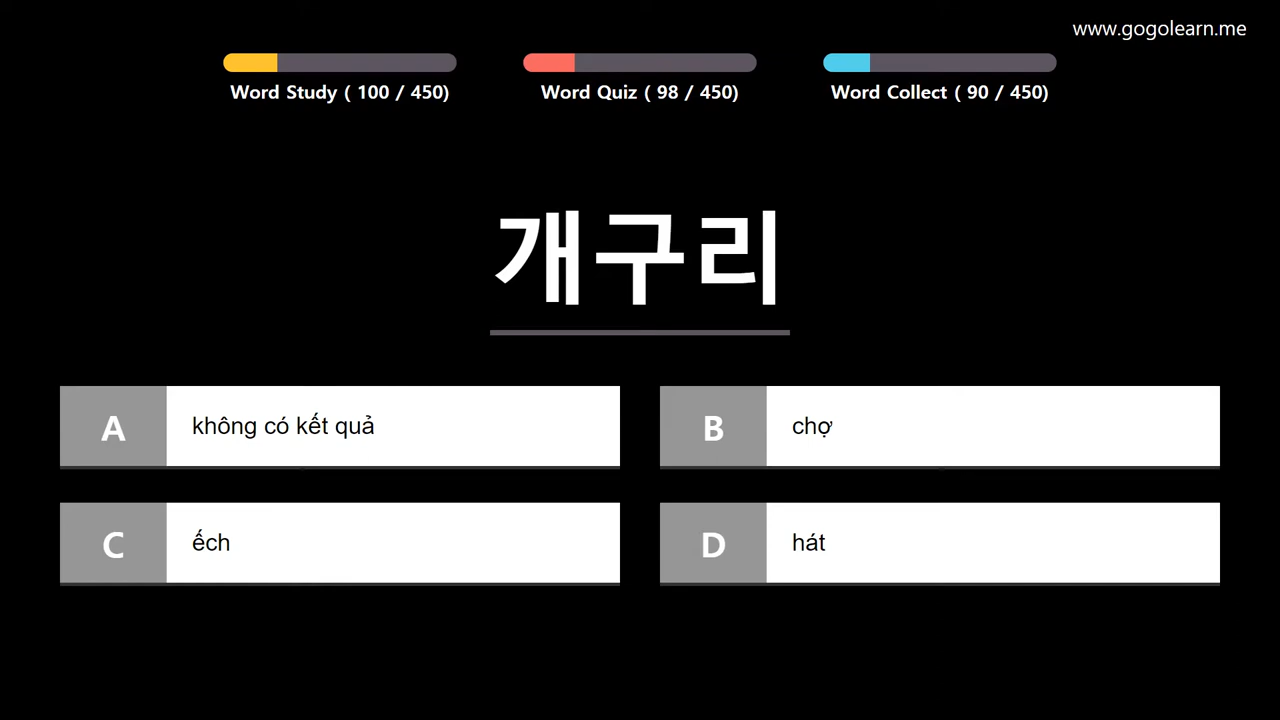 www.gogolearn.me
Word Study ( 100 / 450)
Word Quiz ( 98 / 450)
Word Collect ( 90 / 450)
개구리
A không có kết quả
B chợ
C ếch
D hát